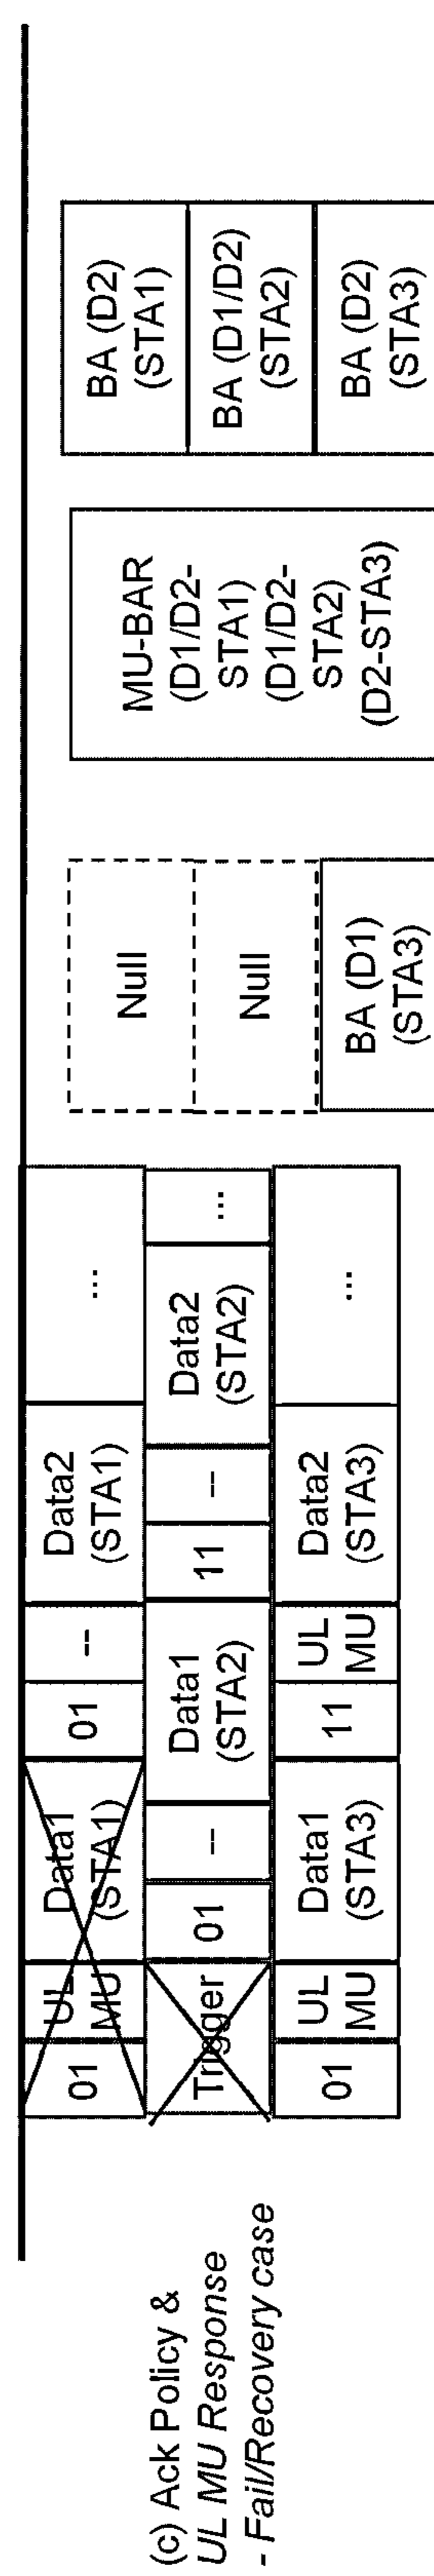 (c) Ack Policy &
UL MU Response
- Fail/Recovery case
01
UL
MU
Data1
(STA1)
01
--
Data2
(STA1)
...
Trigger
01
--
Data1
(STA2)
11
--
Data2
(STA2)
...
01
UL
MU
Data1
(STA3)
11
UL
MU
Data2
(STA3)
...
Null
Null
BA (D1)
(STA3)
MU-BAR
(D1/D2-
STA1)
(D1/D2-
STA2)
(D2-STA3)
BA (D2)
(STA1)
BA (D1/D2)
(STA2)
BA (D2)
(STA3)